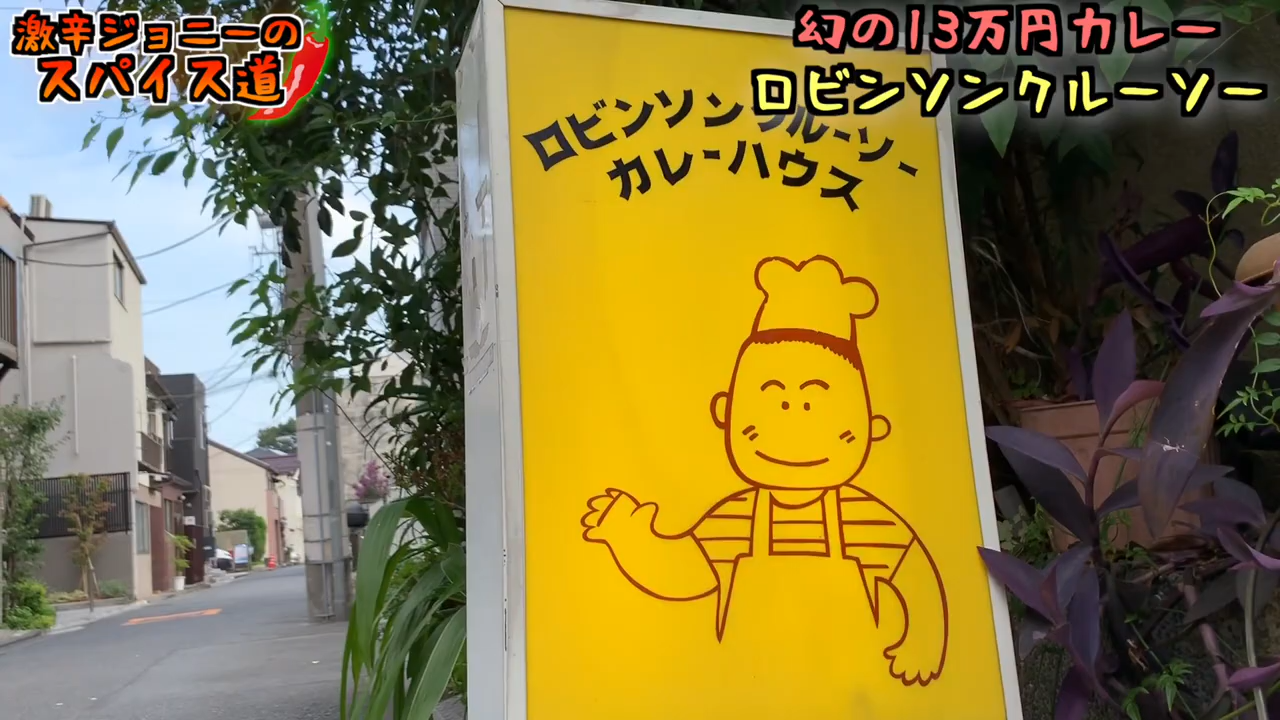 激辛ジョニーの
スパイス道
幻の13万円カレー
ロビンソンクルーソー
ロビンソンクルーソー
カレーハウス